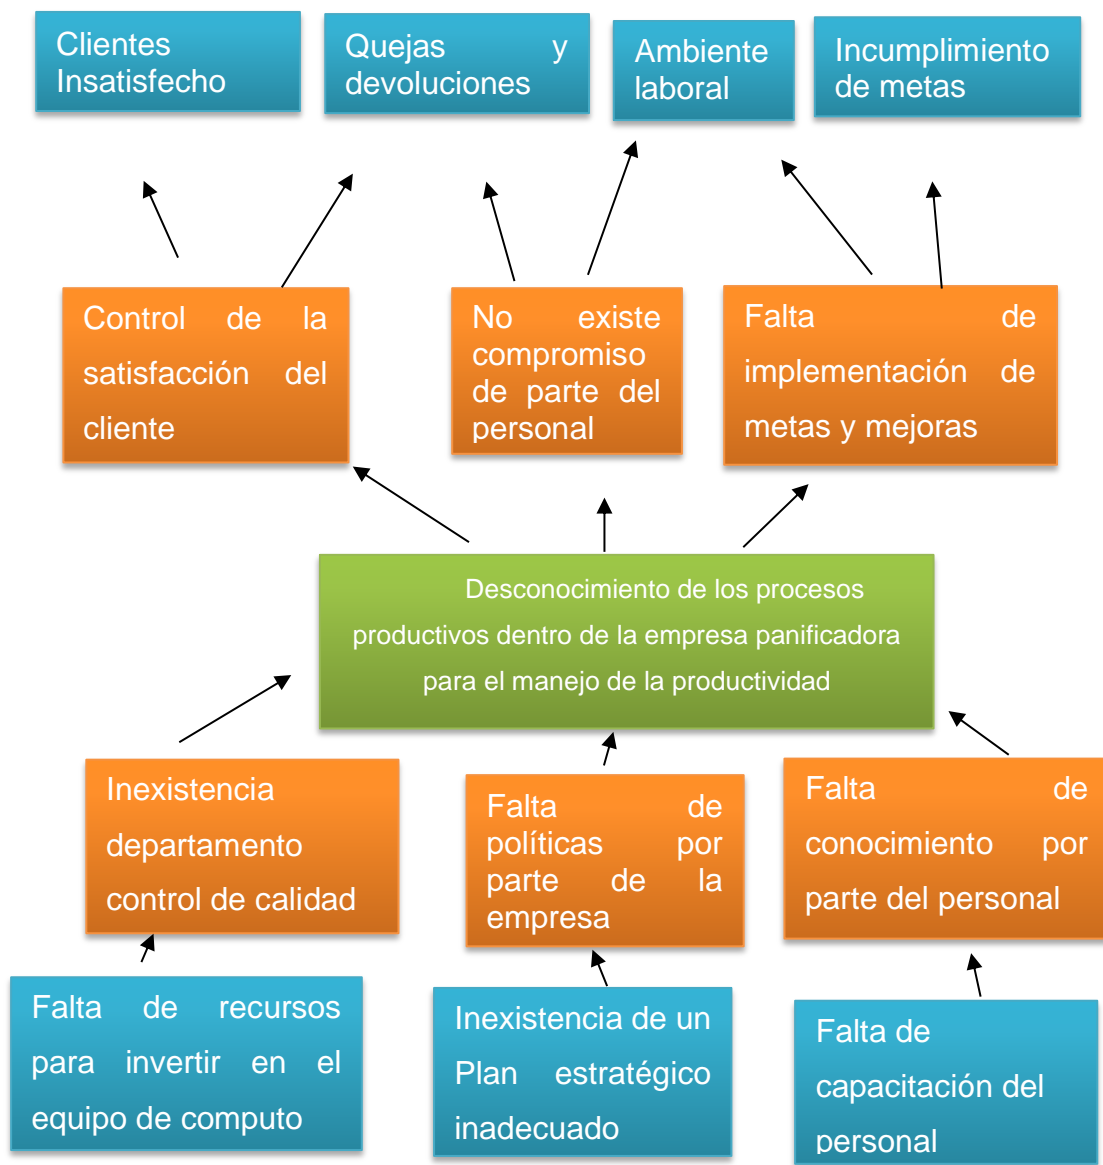 Clientes
Insatisfecho
Quejas y
devoluciones
Ambiente
laboral
Incumplimiento
de metas
Control de la
satisfacción del
cliente
No existe
compromiso
de parte del
personal
Falta de
implementación de
metas y mejoras
Desconocimiento de los procesos
productivos dentro de la empresa panificadora
para el manejo de la productividad
Inexistencia
departamento
control de calidad
Falta de
políticas por
parte de la
empresa
Falta de
conocimiento por
parte del personal
Falta de recursos
para invertir en el
equipo de computo
Inexistencia de un
Plan estratégico
inadecuado
Falta de
capacitación del
personal